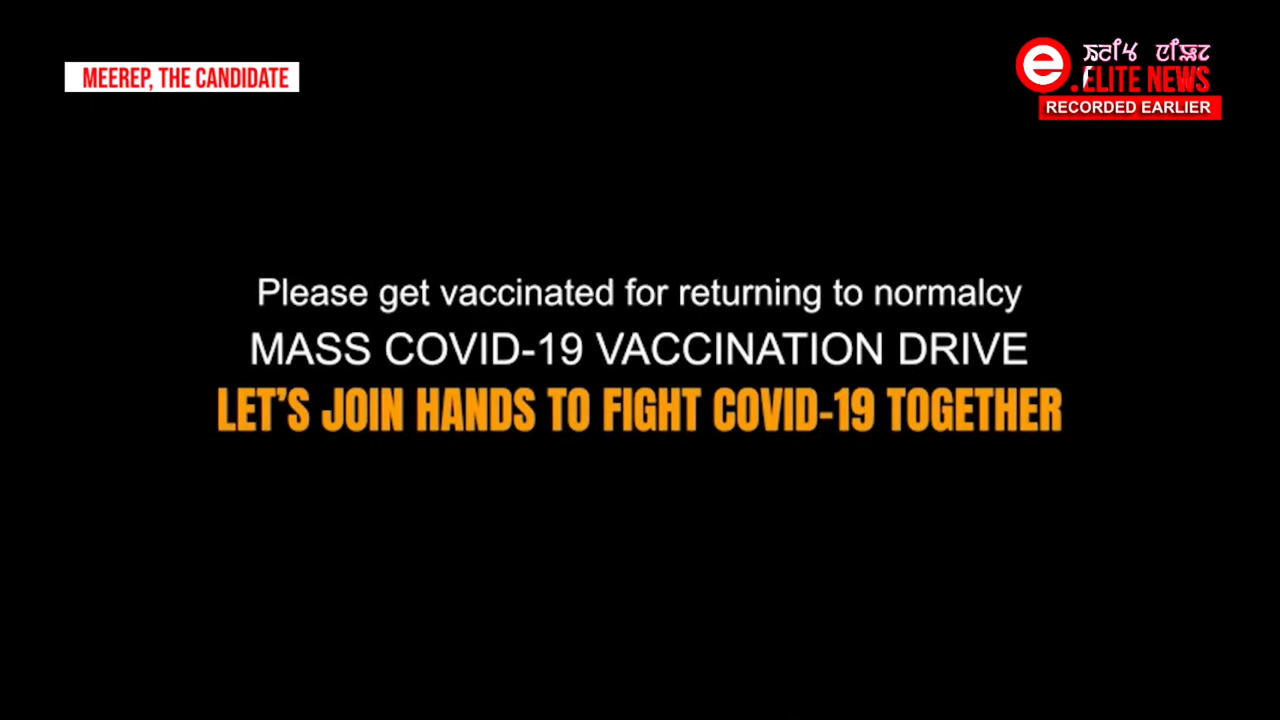 MEEREP, THE CANDIDATE
ELITE NEWS
RECORDED EARLIER
Please get vaccinated for returning to normalcy
MASS COVID-19 VACCINATION DRIVE
LET'S JOIN HANDS TO FIGHT COVID-19 TOGETHER